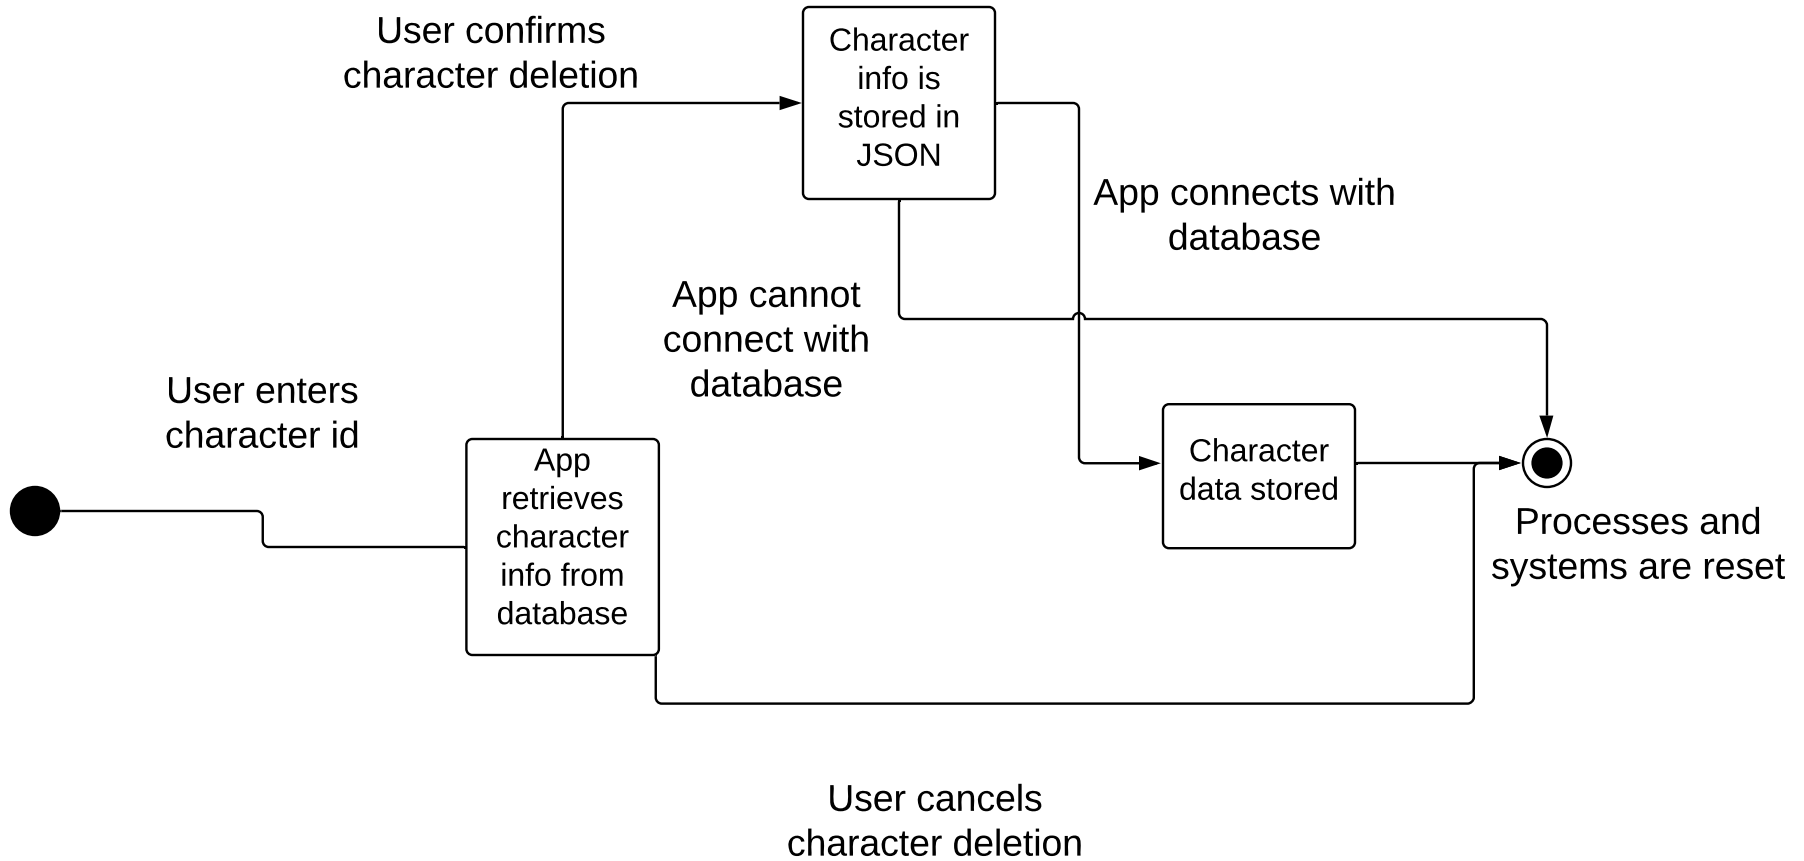 User confirms
character deletion
Character
info is
stored in
JSON
App connects with
database
App cannot
connect with
database
User enters
character id
App
retrieves
character
info from
database
Character
data stored
Processes and
systems are reset
User cancels
character deletion